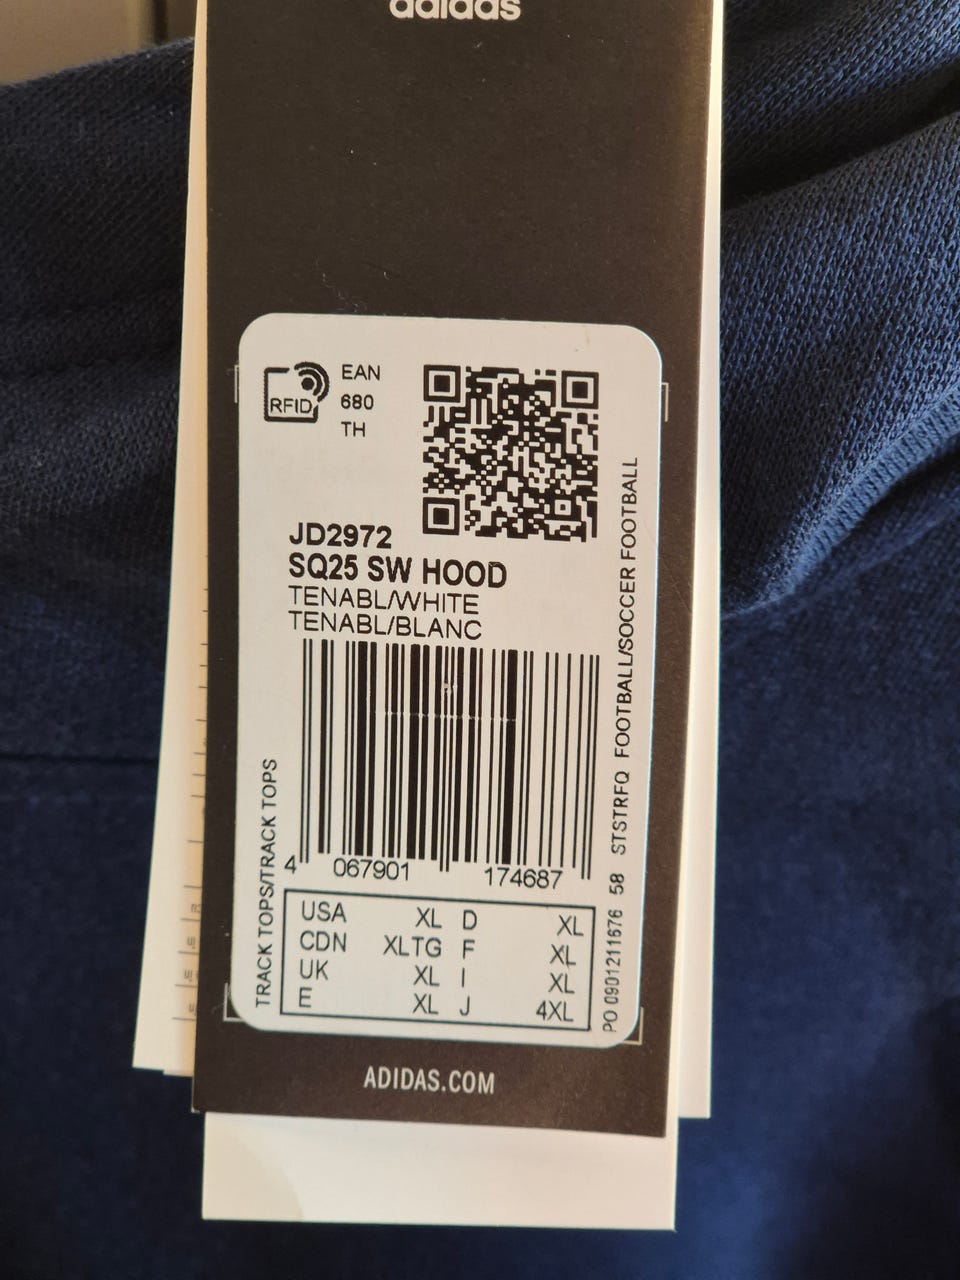 adidas
RFID
EAN
680
TH
JD2972
SQ25 SW HOOD
TENABL/WHITE
TENABL/BLANC
4 067901 174687
USA XL D XL
CDN XLTG F XL
UK XL I XL
E XL J 4XL
TRACK TOPS/TRACK TOPS
PO 0901211676 58 STSTRFQ FOOTBALL/SOCCER FOOTBALL
ADIDAS.COM